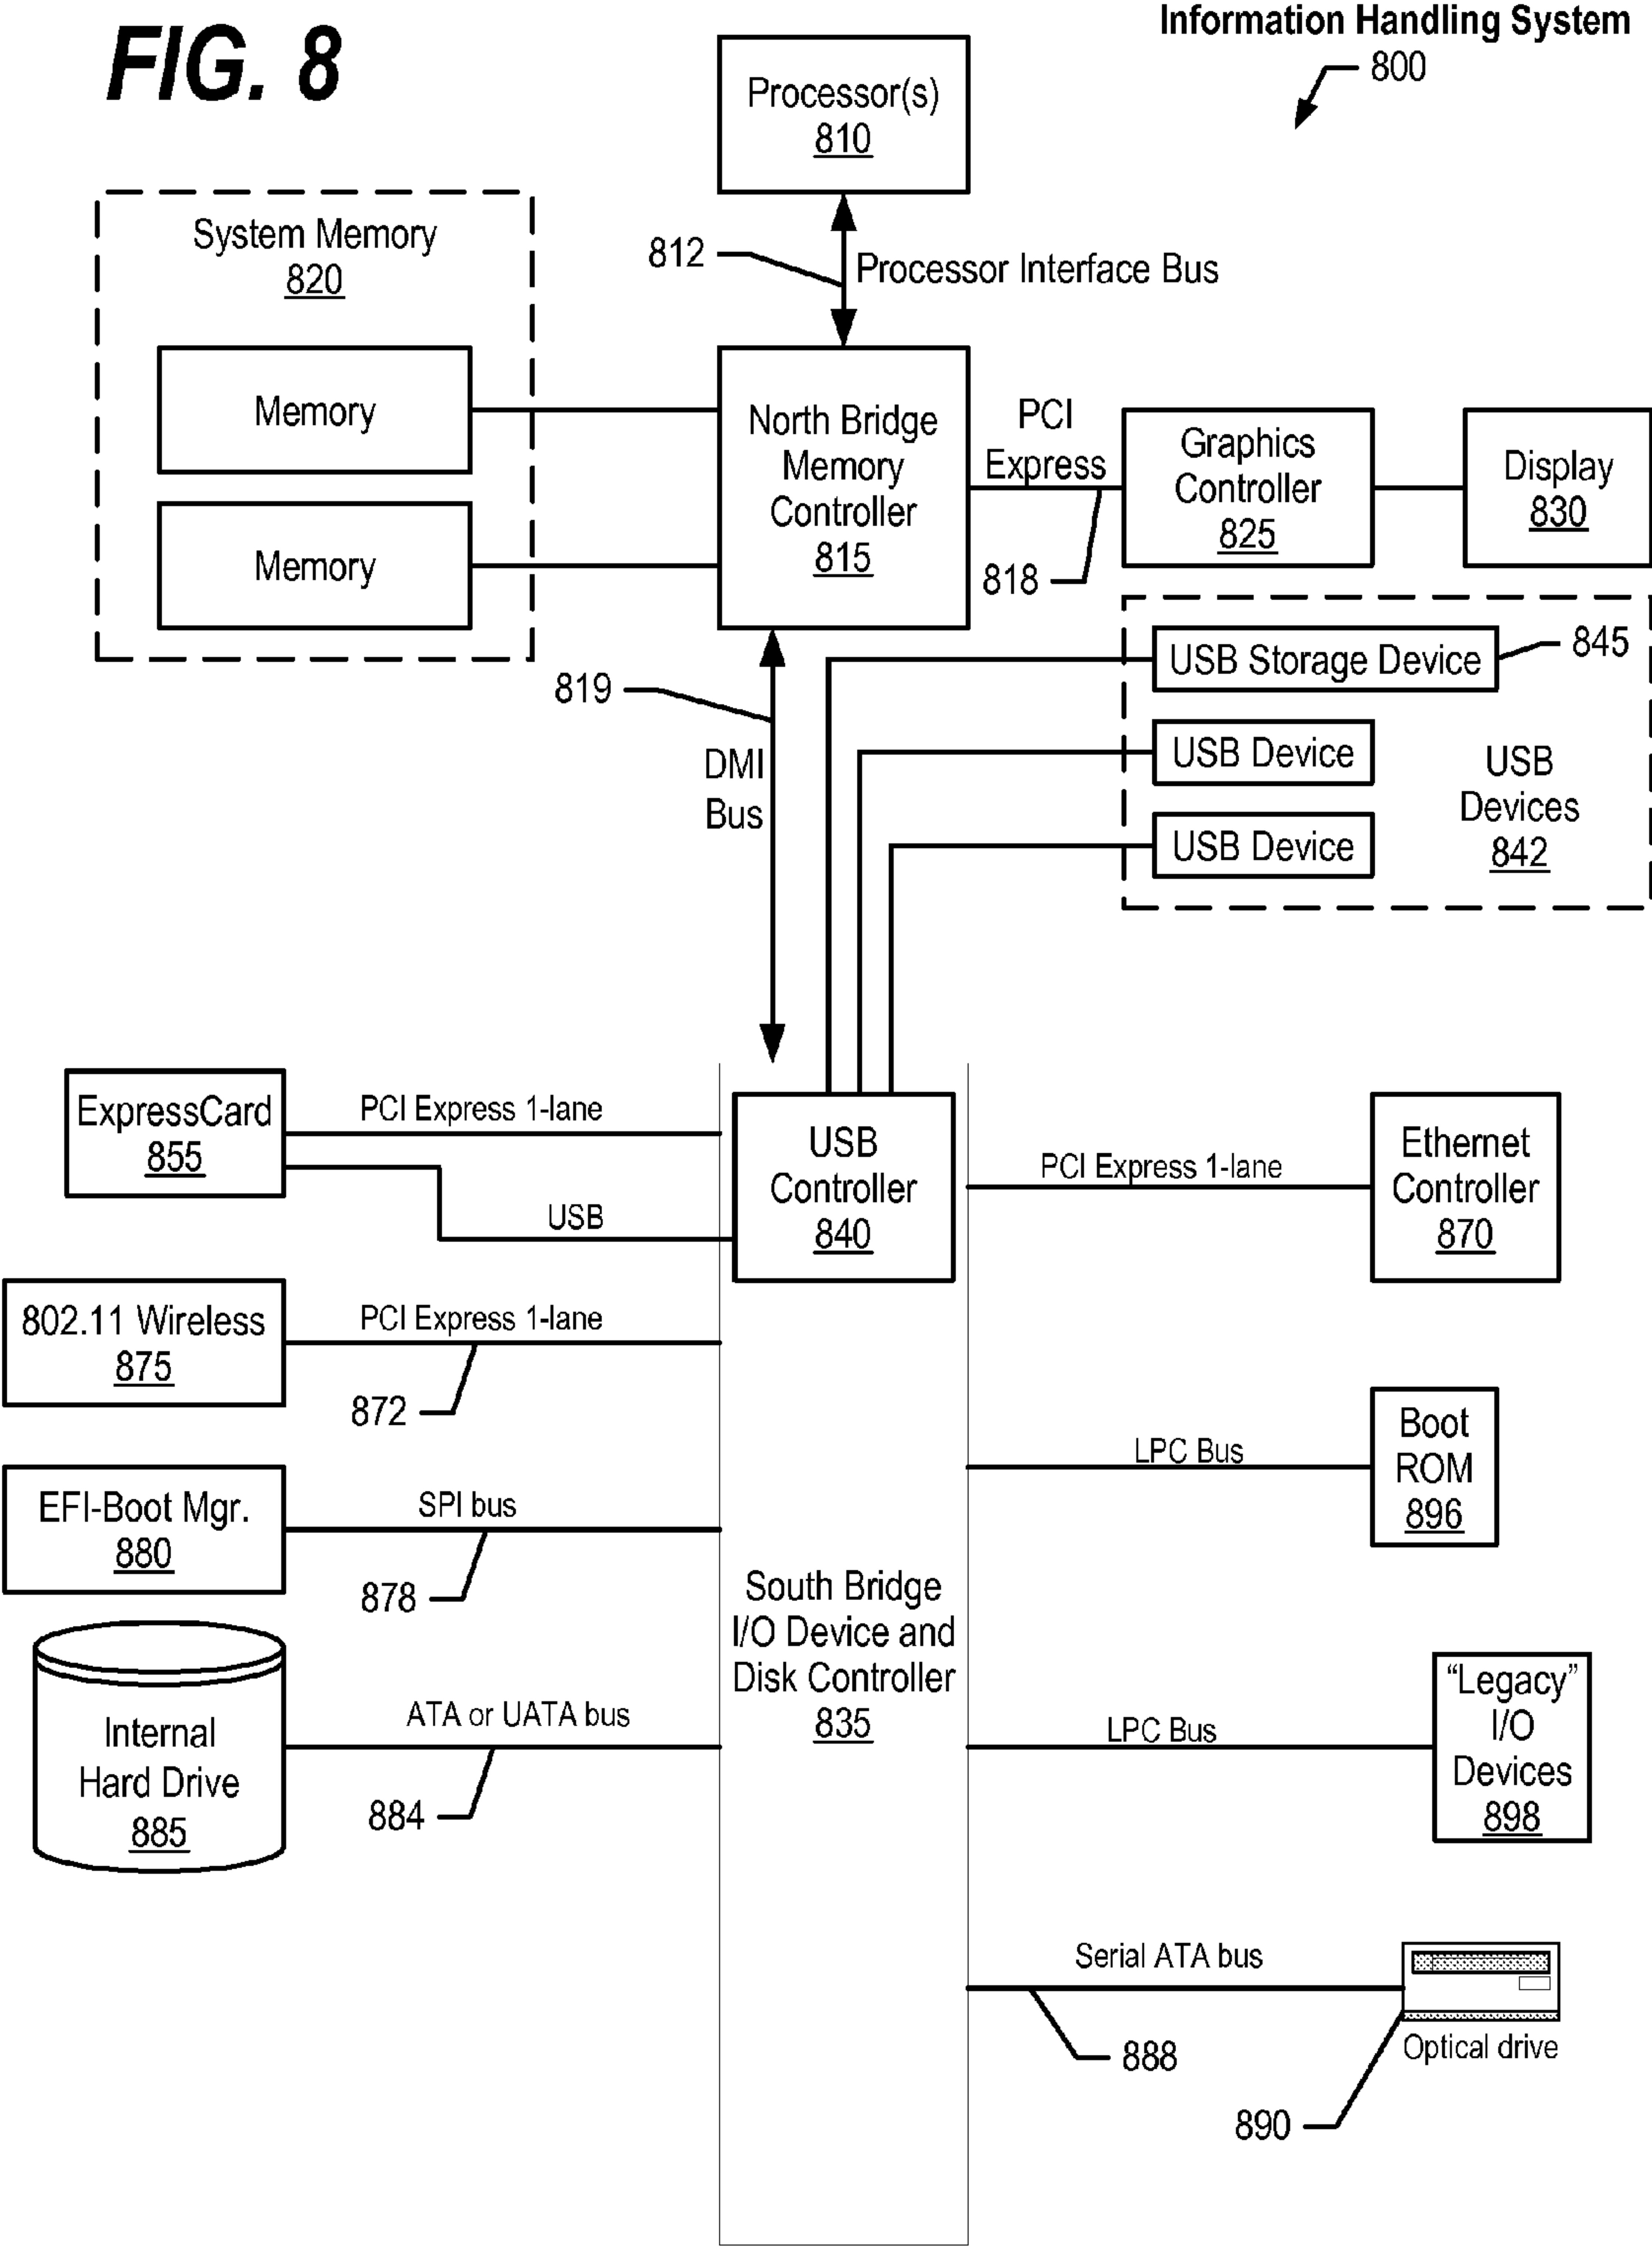 FIG. 8
Information Handling System
800
Processor(s)
810
812
Processor Interface Bus
System Memory
820
Memory
Memory
North Bridge
Memory
Controller
815
PCI
Express
818
Graphics
Controller
825
Display
830
819
DMI
Bus
USB Storage Device
845
USB Device
USB Device
USB
Devices
842
ExpressCard
855
PCI Express 1-lane
USB
USB
Controller
840
PCI Express 1-lane
Ethernet
Controller
870
802.11 Wireless
875
PCI Express 1-lane
872
LPC Bus
Boot
ROM
896
EFI-Boot Mgr.
880
SPI bus
878
South Bridge
I/O Device and
Disk Controller
835
Internal
Hard Drive
885
ATA or UATA bus
884
LPC Bus
“Legacy”
I/O
Devices
898
Serial ATA bus
888
Optical drive
890